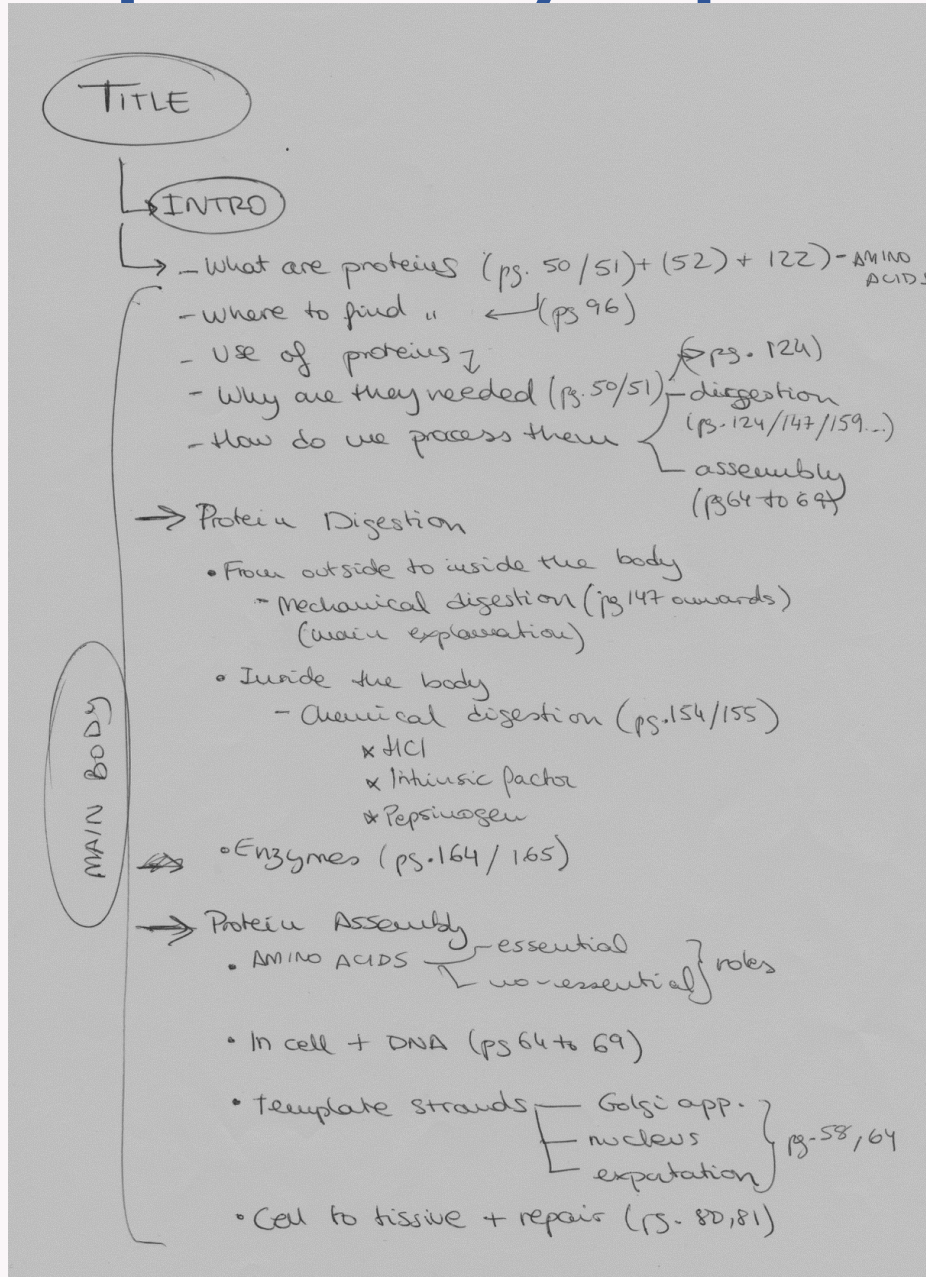 TITLE
INTRO
- What are proteins (pg. 50/51) + (52) + 122) - AMINO ACIDS
- Where to find " (pg 96)
- Use of proteins
pg. 124)
- Why are they needed (pg. 50/51)
- digestion
(pg. 124/147/159...)
- How do we process them
assembly
(pg 64 to 69)
Protein Digestion
• From outside to inside the body
- Mechanical digestion (pg 147 onwards)
(main explanation)
• Inside the body
- Chemical digestion (pg. 154/155)
* HCl
* Intrinsic factor
* Pepsinogen
MAIN BODY
• Enzymes (pg. 164 / 165)
Protein Assembly
• AMINO ACIDS
essential
no-essential
roles
• In cell + DNA (pg 64 to 69)
• Template strands
Golgi app.
nucleus
pg. 58, 64
• Cell to tissive + repair (pg. 80, 81)